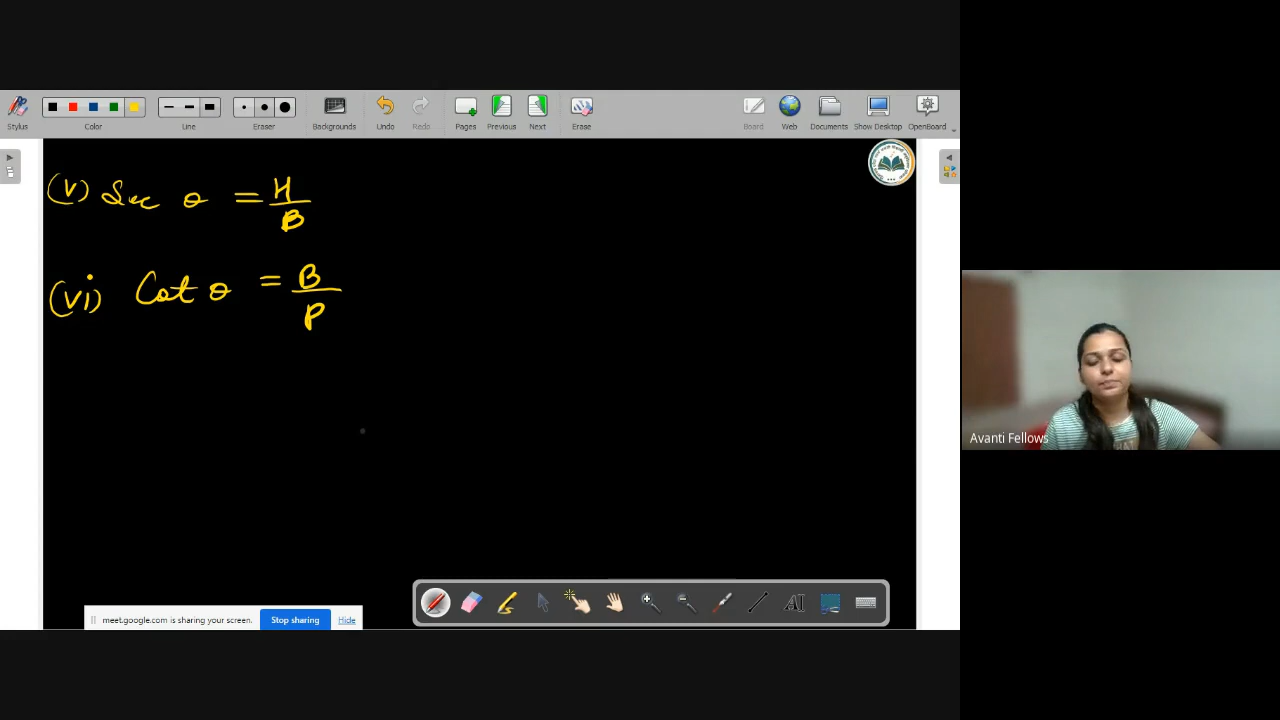 Stylus
Color
Line
Eraser
Backgrounds
Undo
Redo
Pages
Previous
Next
Erase
Board
Web
Documents
Show Desktop
OpenBoard
(v) Sec θ = H/B
(vi) Cot θ = B/P
Avanti Fellows
AI
meet.google.com is sharing your screen.
Stop sharing
Hide